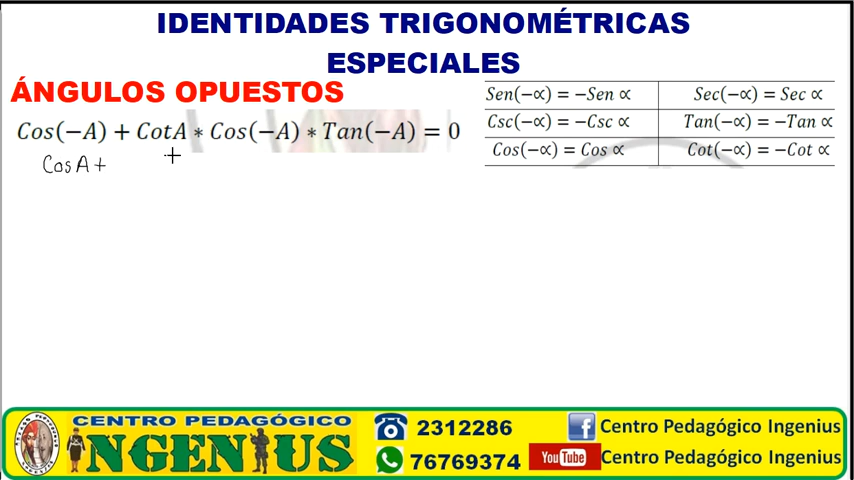 IDENTIDADES TRIGONOMÉTRICAS
ESPECIALES
ÁNGULOS OPUESTOS
Cos(−A) + CotA ∗ Cos(−A) ∗ Tan(−A) = 0
CosA +
Sen(−∝) = −Sen ∝ Sec(−∝) = Sec ∝
Csc(−∝) = −Csc ∝ Tan(−∝) = −Tan ∝
Cos(−∝) = Cos ∝ Cot(−∝) = −Cot ∝
CENTRO PEDAGÓGICO
INGENIUS
2312286
76769374
Centro Pedagógico Ingenius
YouTube Centro Pedagógico Ingenius